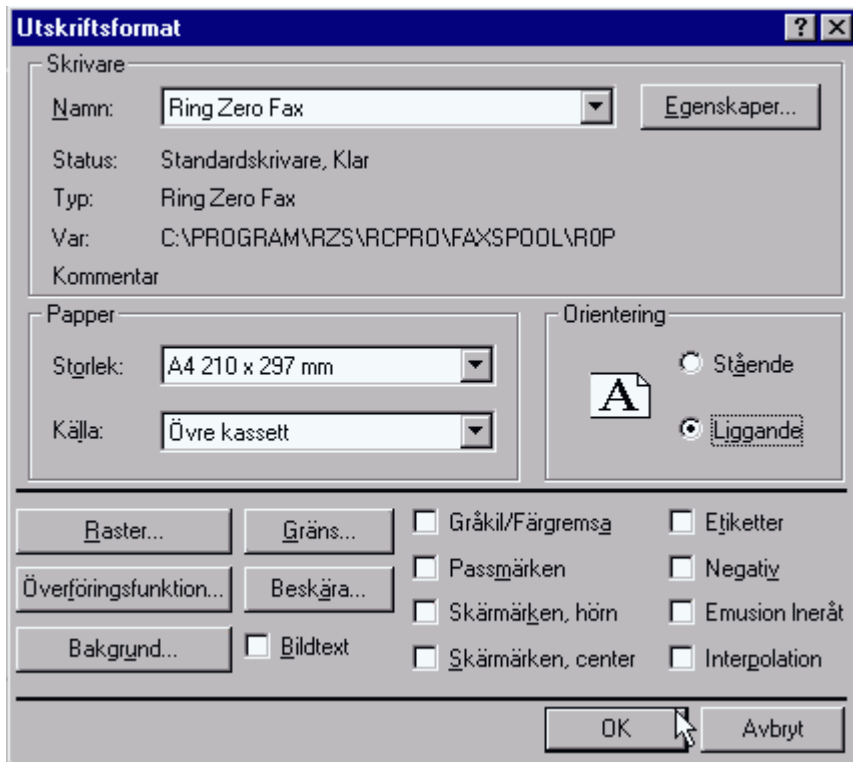 Utskriftsformat
Skrivare
Namn: Ring Zero Fax Egenskaper...
Status: Standardskrivare, Klar
Typ: Ring Zero Fax
Var: C:\PROGRAM\RZS\RCPRO\FAXSPOOL\R0P
Kommentar
Papper
Storlek: A4 210 x 297 mm
Källa: Övre kassett
Orientering
A
Stående
Liggande
Raster... Gräns... Gråkil/Färgremsa Etiketter
Överföringsfunktion... Beskära... Passmärken Negativ
Skärmärken, hörn Emusion Ineråt
Bakgrund... Bildtext Skärmärken, center Interpolation
OK Avbryt